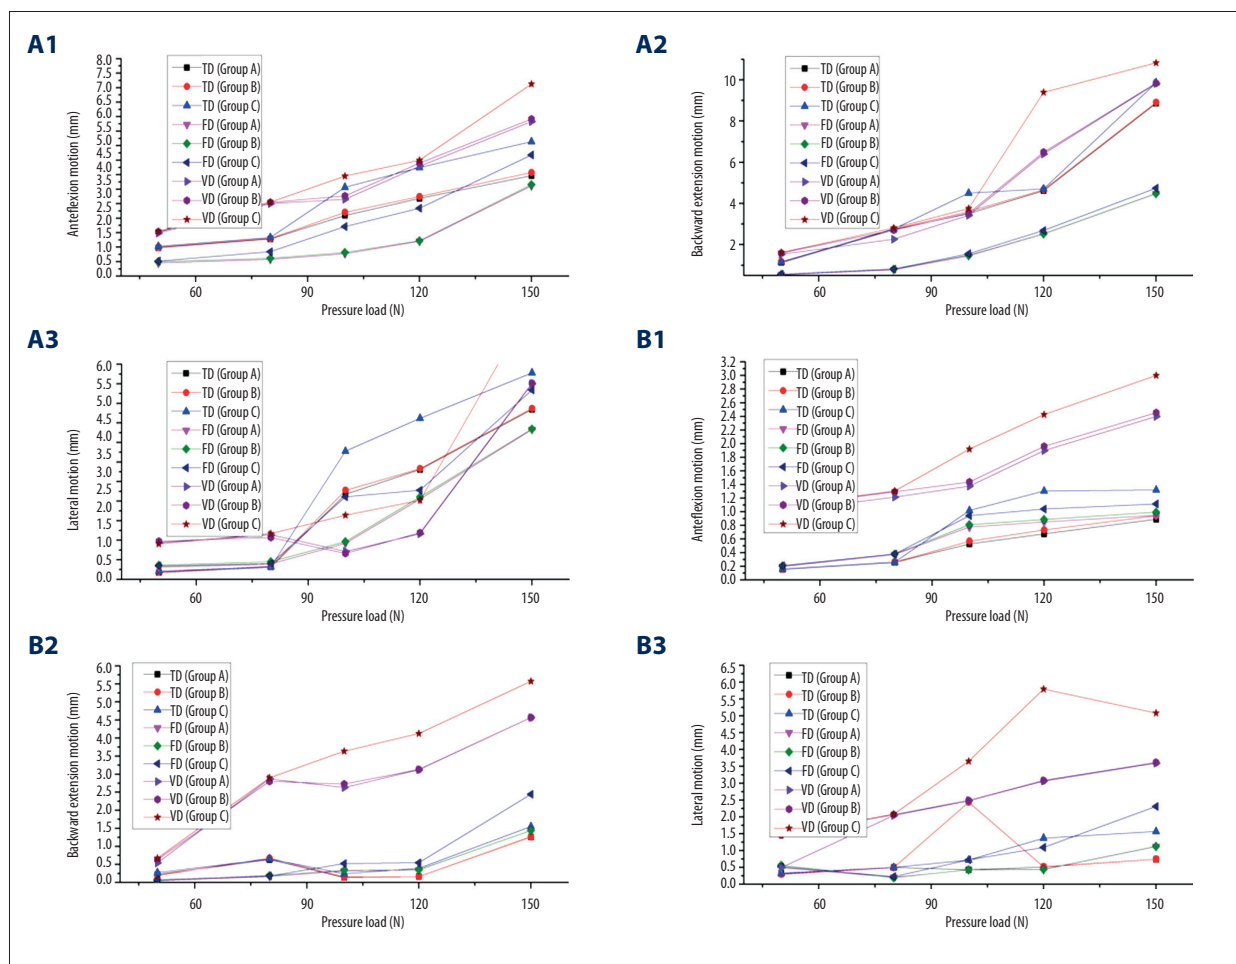 A1
8.0
7.5
7.0
6.5
6.0
5.5
5.0
4.5
3.5
3.0
2.5
2.0
1.5
1.0
0.5
0.0
Anteflexion motion (mm)
TD (Group A)
TD (Group B)
TD (Group C)
FD (Group A)
FD (Group B)
FD (Group C)
VD (Group A)
VD (Group B)
VD (Group C)
60 90 120 150
Pressure load (N)
A2
10
8
6
4
2
Backward extension motion (mm)
TD (Group A)
TD (Group B)
TD (Group C)
FD (Group A)
FD (Group B)
FD (Group C)
VD (Group A)
VD (Group B)
VD (Group C)
60 90 120 150
Pressure load (N)
A3
6.0
5.5
5.0
4.5
3.5
3.0
2.5
2.0
1.5
1.0
0.5
0.0
Lateral motion (mm)
TD (Group A)
TD (Group B)
TD (Group C)
FD (Group A)
FD (Group B)
FD (Group C)
VD (Group A)
VD (Group B)
VD (Group C)
60 90 120 150
Pressure load (N)
B1
3.2
3.0
2.8
2.6
2.4
2.2
2.0
1.8
1.6
1.4
1.2
1.0
0.8
0.6
0.4
0.2
0.0
Anteflexion motion (mm)
TD (Group A)
TD (Group B)
TD (Group C)
FD (Group A)
FD (Group B)
FD (Group C)
VD (Group A)
VD (Group B)
VD (Group C)
60 90 120 150
Pressure load (N)
B2
6.0
5.5
5.0
4.5
3.5
3.0
2.5
2.0
1.5
1.0
0.5
0.0
Backward extension motion (mm)
TD (Group A)
TD (Group B)
TD (Group C)
FD (Group A)
FD (Group B)
FD (Group C)
VD (Group A)
VD (Group B)
VD (Group C)
60 90 120 150
Pressure load (N)
B3
6.5
6.0
5.5
5.0
4.5
4.0
3.5
3.0
2.5
2.0
1.5
1.0
0.5
0.0
Lateral motion (mm)
TD (Group A)
TD (Group B)
TD (Group C)
FD (Group A)
FD (Group B)
FD (Group C)
VD (Group A)
VD (Group B)
VD (Group C)
60 90 120 150
Pressure load (N)